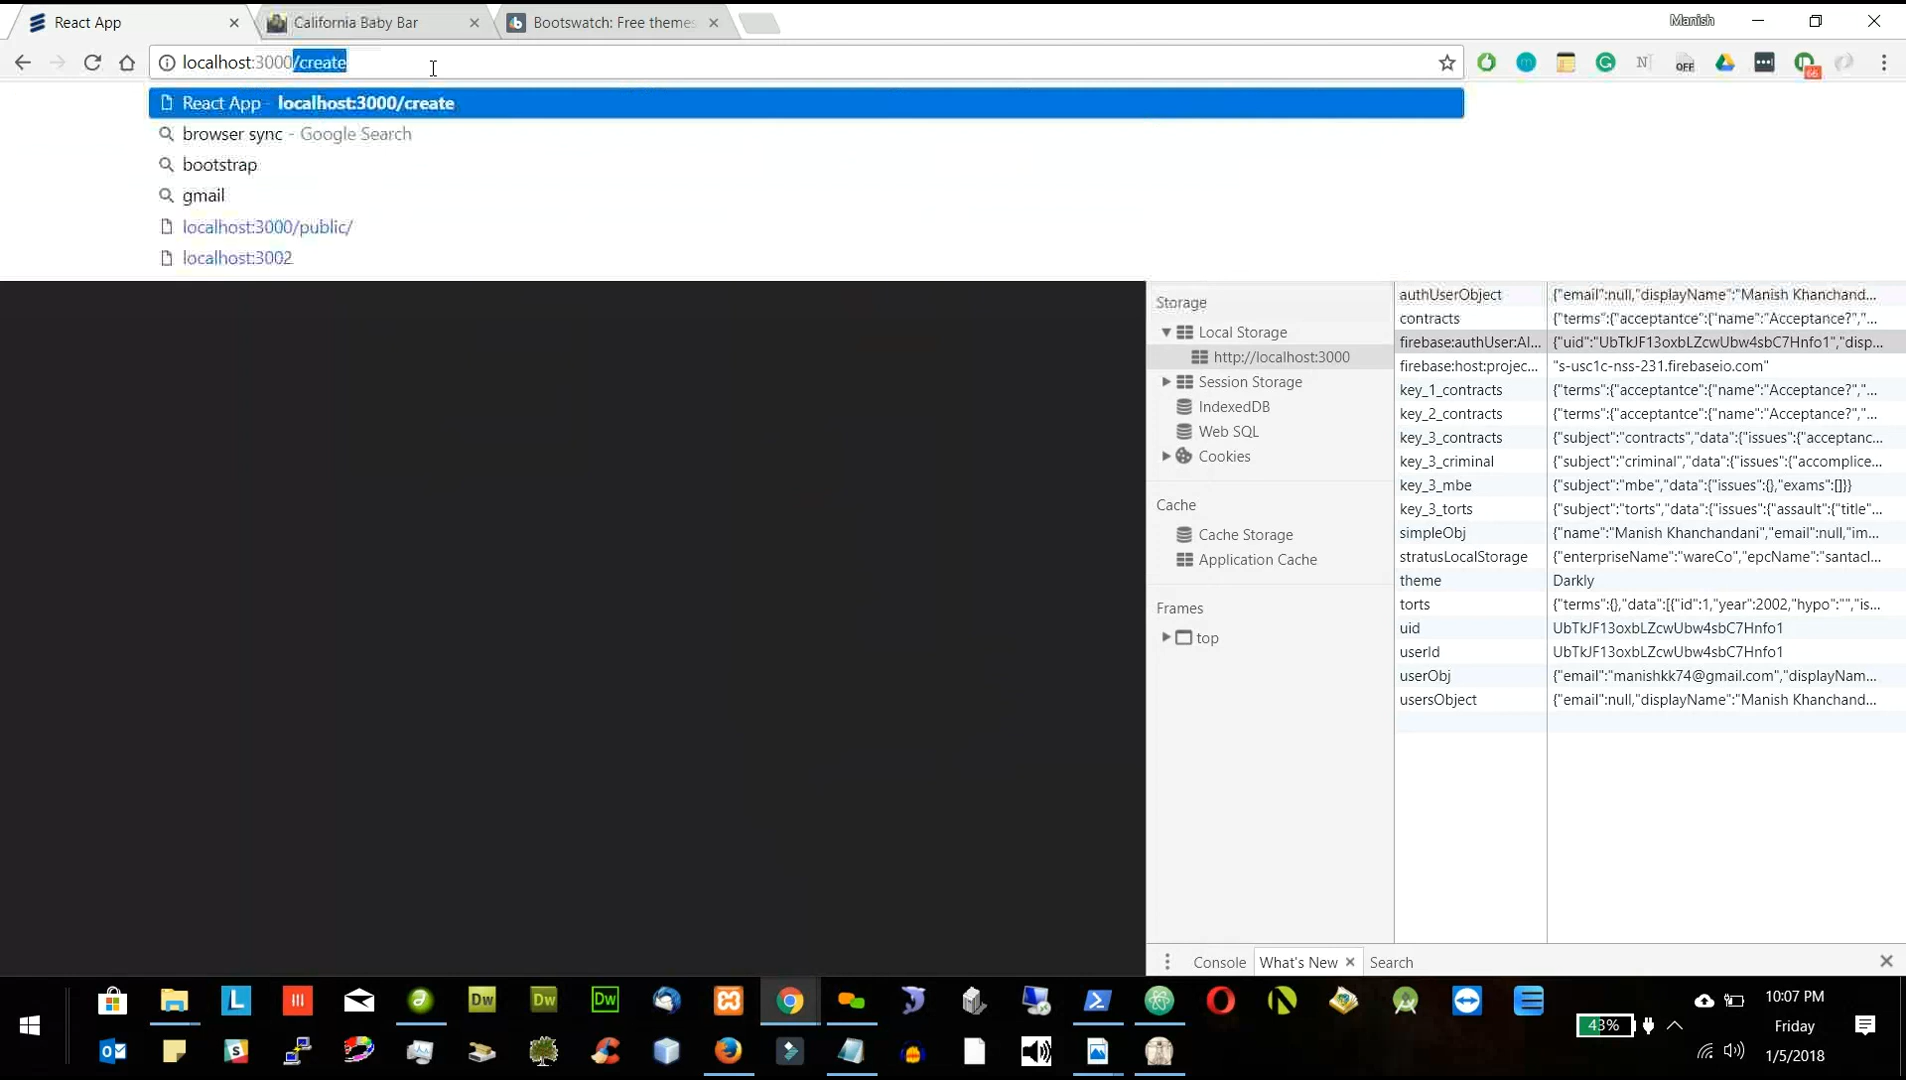 React App
California Baby Bar
Bootswatch: Free themes
Manish
localhost:3000/create
OFF
66
React App - localhost:3000/create
browser sync - Google Search
bootstrap
gmail
localhost:3000/public/
localhost:3002
Storage
Local Storage
http://localhost:3000
Session Storage
IndexedDB
Web SQL
Cookies
Cache
Cache Storage
Application Cache
Frames
top
authUserObject {"email":null,"displayName":"Manish Khanchand...
contracts {"terms":{"acceptantce":{"name":"Acceptance?","...
firebase:authUser:AI... {"uid":"UbTkJF13oxbLZcwUbw4sbC7Hnfo1","disp...
firebase:host:projec... "s-usc1c-nss-231.firebaseio.com"
key_1_contracts {"terms":{"acceptantce":{"name":"Acceptance?","...
key_2_contracts {"terms":{"acceptantce":{"name":"Acceptance?","...
key_3_contracts {"subject":"contracts","data":{"issues":{"acceptanc...
key_3_criminal {"subject":"criminal","data":{"issues":{"accomplice...
key_3_mbe {"subject":"mbe","data":{"issues":{},"exams":[]}}
key_3_torts {"subject":"torts","data":{"issues":{"assault":{"title"...
simpleObj {"name":"Manish Khanchandani","email":null,"im...
stratusLocalStorage {"enterpriseName":"wareCo","epcName":"santacl...
theme Darkly
torts {"terms":{},"data":[{"id":1,"year":2002,"hypo":"","is...
uid UbTkJF13oxbLZcwUbw4sbC7Hnfo1
userId UbTkJF13oxbLZcwUbw4sbC7Hnfo1
userObj {"email":"manishkk74@gmail.com","displayNam...
usersObject {"email":null,"displayName":"Manish Khanchand...
Console
What's New
Search
L
Dw
Dw
Dw
43%
10:07 PM
Friday
1/5/2018